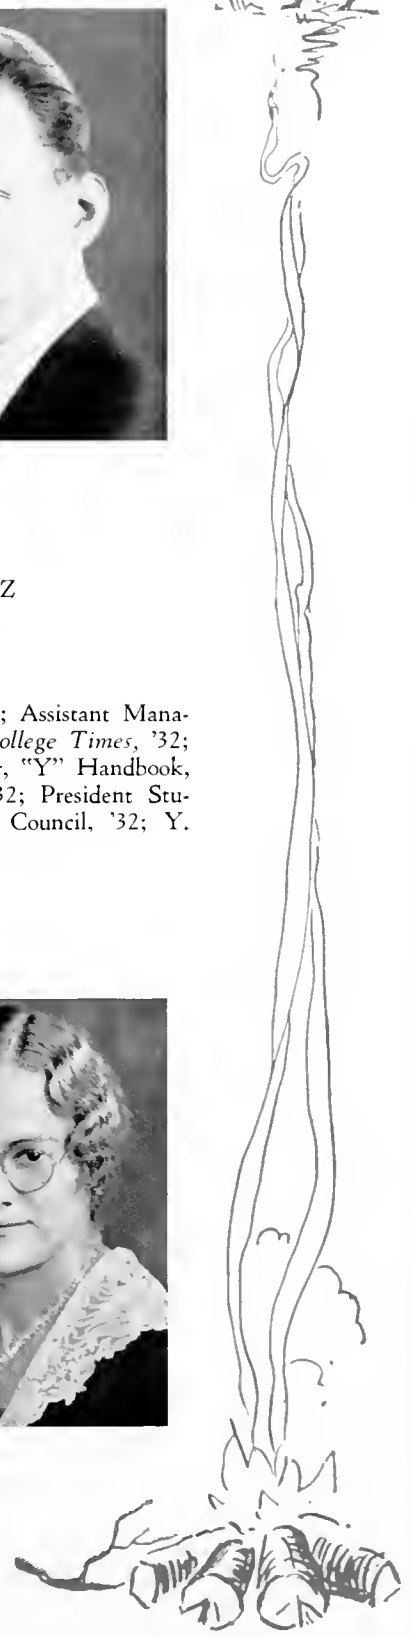 Z
; Assistant Mana-
ollege Times, '32;
, "Y" Handbook,
32; President Stu-
Council, '32; Y.